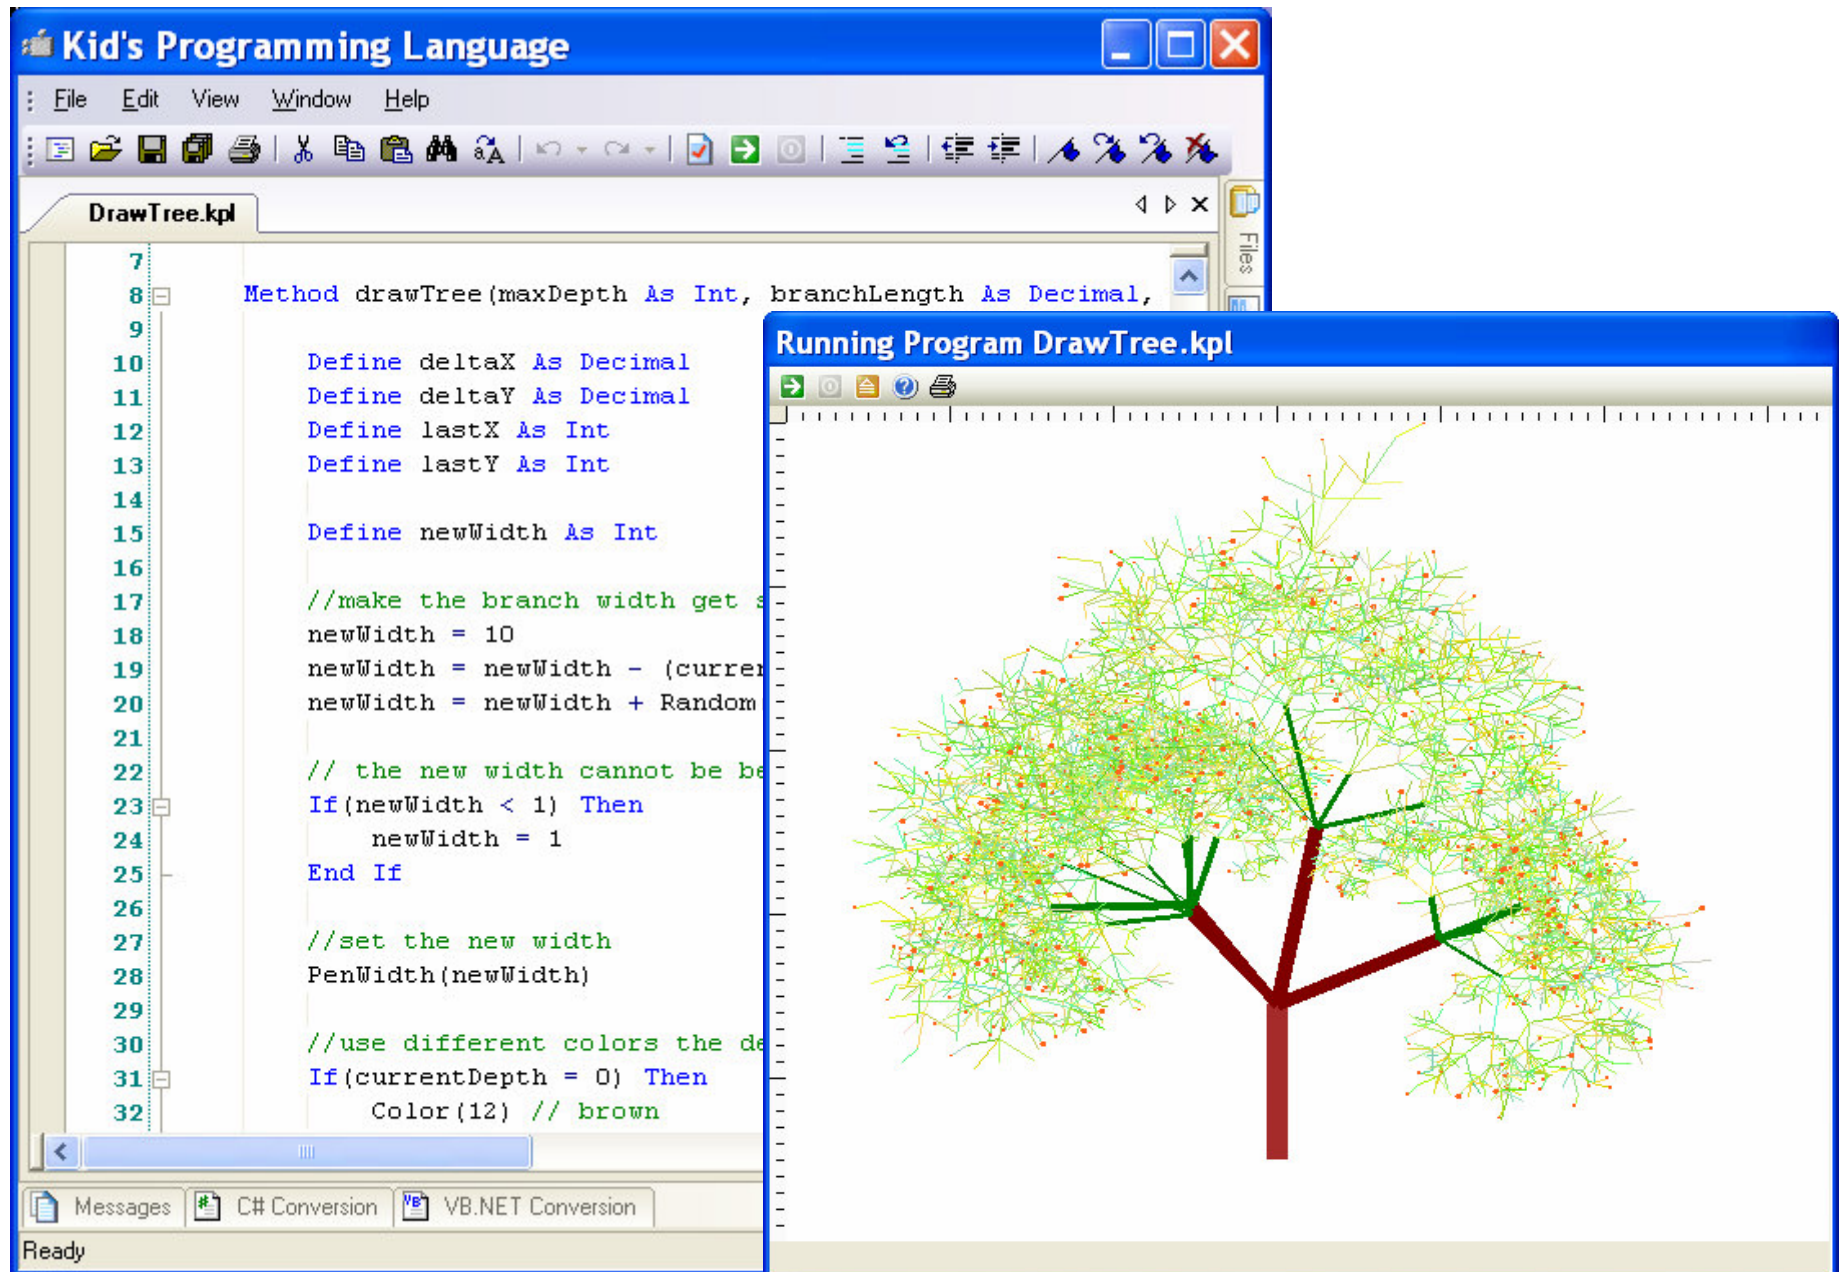 Kid's Programming Language
File Edit View Window Help
DrawTree.kpl
Files
7
8 Method drawTree(maxDepth As Int, branchLength As Decimal,
9
10 Define deltaX As Decimal
11 Define deltaY As Decimal
12 Define lastX As Int
13 Define lastY As Int
14
15 Define newWidth As Int
16
17 //make the branch width get
18 newWidth = 10
19 newWidth = newWidth - (curren
20 newWidth = newWidth + Random
21
22 // the new width cannot be be
23 If(newWidth < 1) Then
24 newWidth = 1
25 End If
26
27 //set the new width
28 PenWidth(newWidth)
29
30 //use different colors the de
31 If(currentDepth = 0) Then
32 Color(12) // brown
Messages C# Conversion VB.NET Conversion
Ready
Running Program DrawTree.kpl